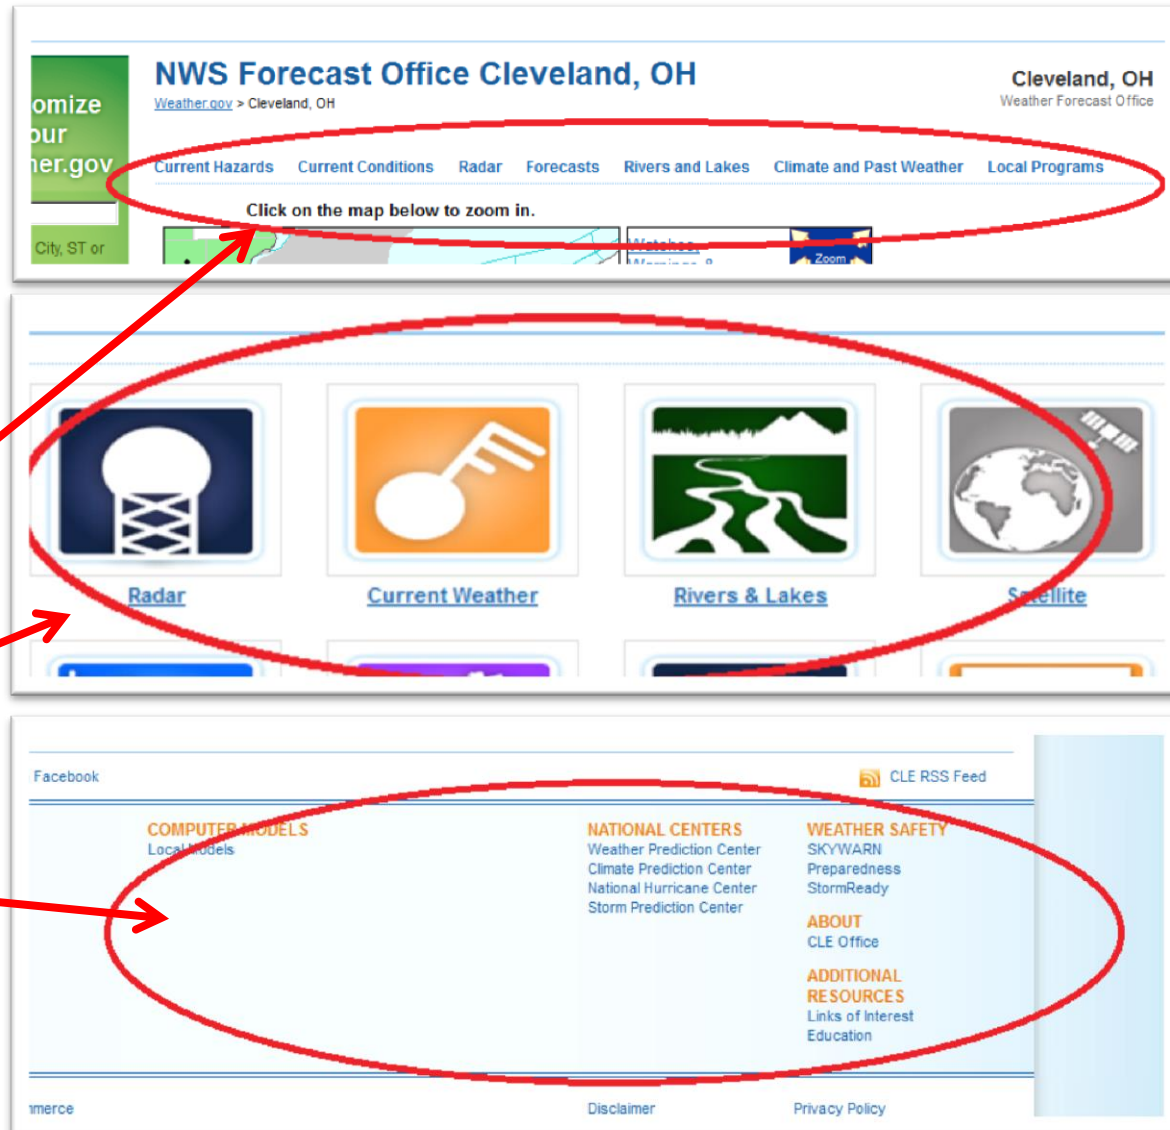 NWS Forecast Office Cleveland, OH
Weather.gov > Cleveland, OH
Cleveland, OH
Weather Forecast Office
omize
our
her.gov
City, ST or
Current Hazards Current Conditions Radar Forecasts Rivers and Lakes Climate and Past Weather Local Programs
Click on the map below to zoom in.
Watches,
Warnings &
Zoom
Radar Current Weather Rivers & Lakes Satellite
Facebook CLE RSS Feed
COMPUTER MODELS
Local Models
NATIONAL CENTERS
Weather Prediction Center
Climate Prediction Center
National Hurricane Center
Storm Prediction Center
WEATHER SAFETY
SKYWARN
Preparedness
StormReady
ABOUT
CLE Office
ADDITIONAL
RESOURCES
Links of Interest
Education
mmerce Disclaimer Privacy Policy